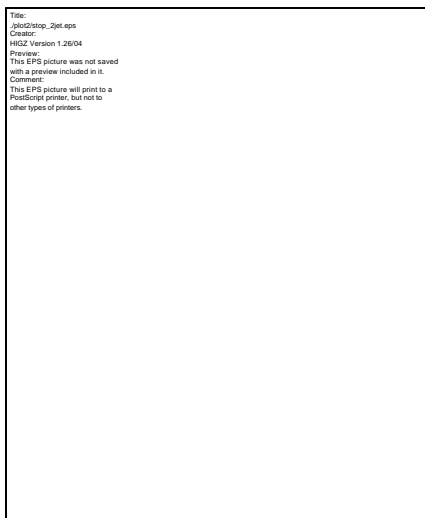 Title:
./plot2/stop_2jet.eps
Creator:
HIGZ Version 1.26/04
Preview:
This EPS picture was not saved
with a preview included in it.
Comment:
This EPS picture will print to a
PostScript printer, but not to
other types of printers.